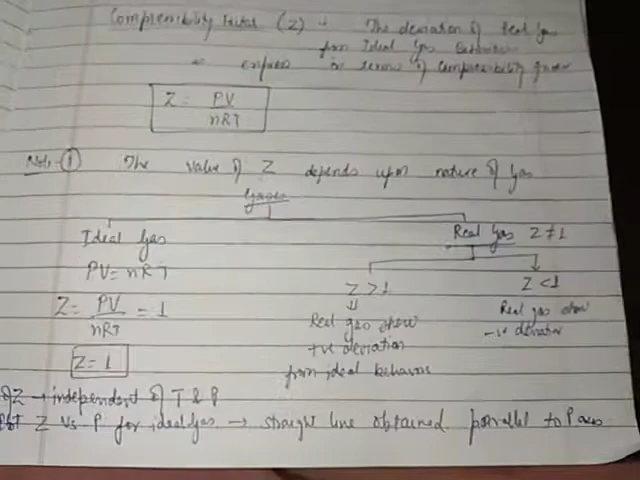 Compressibility Factor (Z) → The deviation of Real gas
from Ideal Gas Behaviour
is express in terms of compressibility
Z = PV / nRT
Note - ① The value of Z depends upon nature of gas
Gases
Ideal Gas
PV = nRT
Z = PV / nRT = 1
Z = 1
Real Gas Z ≠ 1
Z > 1
⇓
Real gas show
+ve deviation
from ideal behaviour
Z < 1
Real gas show
-ve deviation
Z → independent of T & P
Plot Z vs P for ideal gas → straight line obtained parallel to P axis